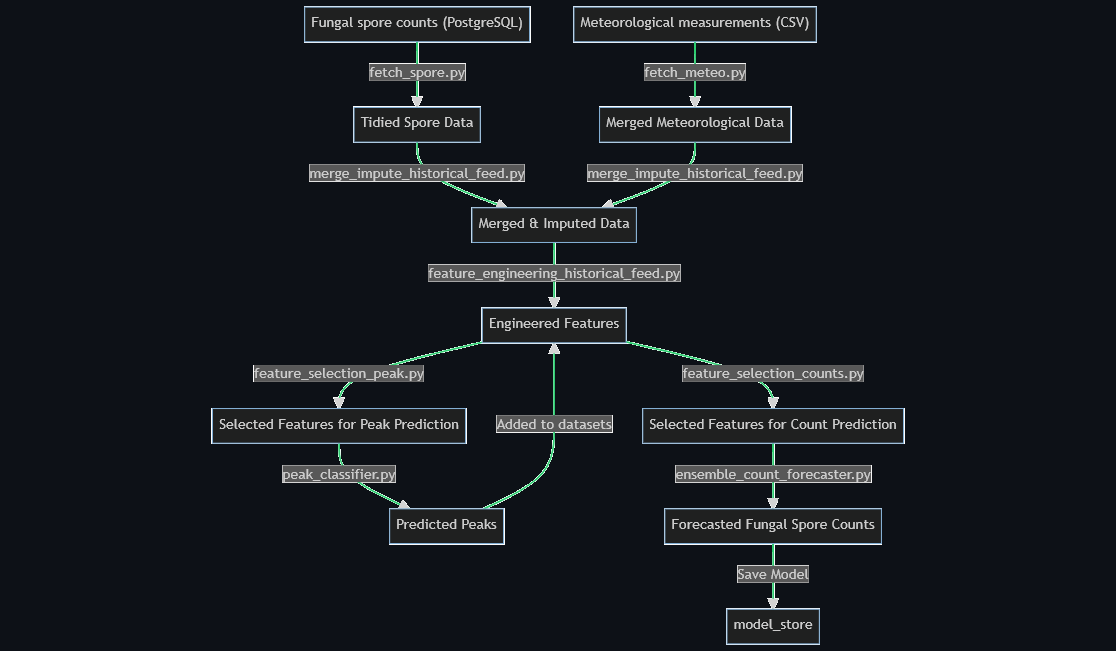 Fungal spore counts (PostgreSQL)
Meteorological measurements (CSV)
fetch_spore.py
fetch_meteo.py
Tidied Spore Data
Merged Meteorological Data
merge_impute_historical_feed.py
merge_impute_historical_feed.py
Merged & Imputed Data
feature_engineering_historical_feed.py
Engineered Features
feature_selection_peak.py
feature_selection_counts.py
Selected Features for Peak Prediction
Added to datasets
Selected Features for Count Prediction
peak_classifier.py
ensemble_count_forecaster.py
Predicted Peaks
Forecasted Fungal Spore Counts
Save Model
model_store